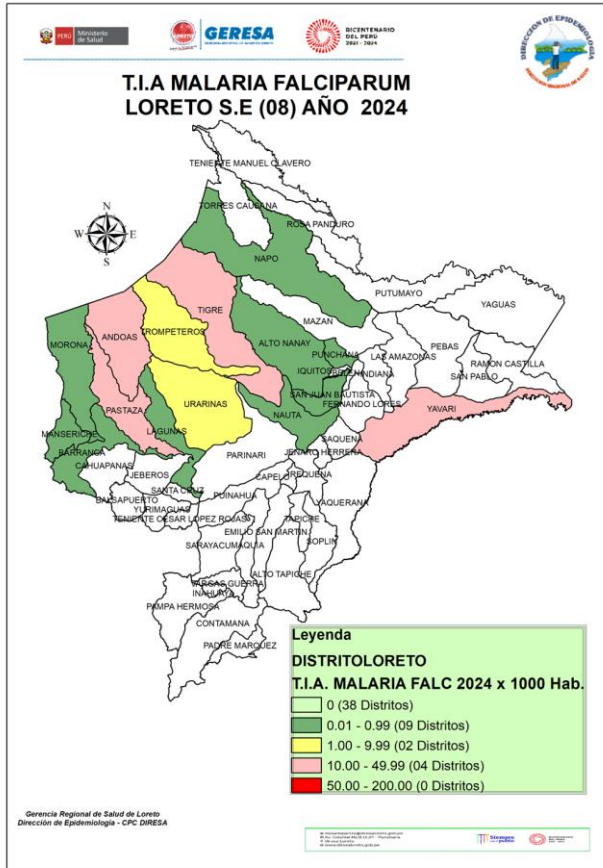 PERÚ Ministerio de Salud
GERESA
BICENTENARIO DEL PERÚ 2021 - 2024
DIRECCION DE EPIDEMIOLOGIA
T.I.A MALARIA FALCIPARUM
LORETO S.E (08) AÑO 2024
N
W E
S
TENIENTE MANUEL CLAVERO
TORRES CAUSANA
ROSA PANDURO
NAPO
PUTUMAYO
YAGUAS
TIGRE
MAZAN
ANDOAS
TROMPETEROS
MORONA
ALTO NANAY
PUNCHANA
LAS AMAZONAS
PEBAS
RAMON CASTILLA
SAN PABLO
IQUITOS
BELEN
INDIANA
SAN JUAN BAUTISTA
FERNANDO LORES
YAVARI
URARINAS
PASTAZA
NAUTA
LAGUNAS
MANSERICHE
BARRANCA
CAHUAPANAS
PARINARI
SAQUENA
JENARO HERRERA
JEBEROS
CAPELO
REQUENA
SANTA CRUZ
PUINAHUA
YAQUERANA
BALSAPUERTO
YURIMAGUAS
TENIENTE CESAR LOPEZ ROJAS
TAPICHE
EMILIO SAN MARTIN
SOPLIN
SARAYACU
MAQUIA
ALTO TAPICHE
VARGAS GUERRA
INAHUAYA
PAMPA HERMOSA
CONTAMANA
PADRE MARQUEZ
Leyenda
DISTRITOLORETO
T.I.A. MALARIA FALC 2024 x 1000 Hab.
0 (38 Distritos)
0.01 - 0.99 (09 Distritos)
1.00 - 9.99 (02 Distritos)
10.00 - 49.99 (04 Distritos)
50.00 - 200.00 (0 Distritos)
Gerencia Regional de Salud de Loreto
Dirección de Epidemiologia - CPC DIRESA